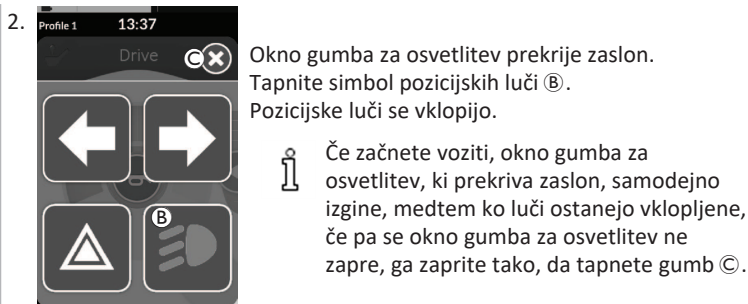 2.
Profile 1 13:37
Drive Ⓒ
Ⓑ
Okno gumba za osvetlitev prekrije zaslon.
Tapnite simbol pozicijskih luči Ⓑ.
Pozicijske luči se vklopijo.
Če začnete voziti, okno gumba za
osvetlitev, ki prekriva zaslon, samodejno
izgine, medtem ko luči ostanejo vklopljene,
če pa se okno gumba za osvetlitev ne
zapre, ga zaprite tako, da tapnete gumb Ⓒ.